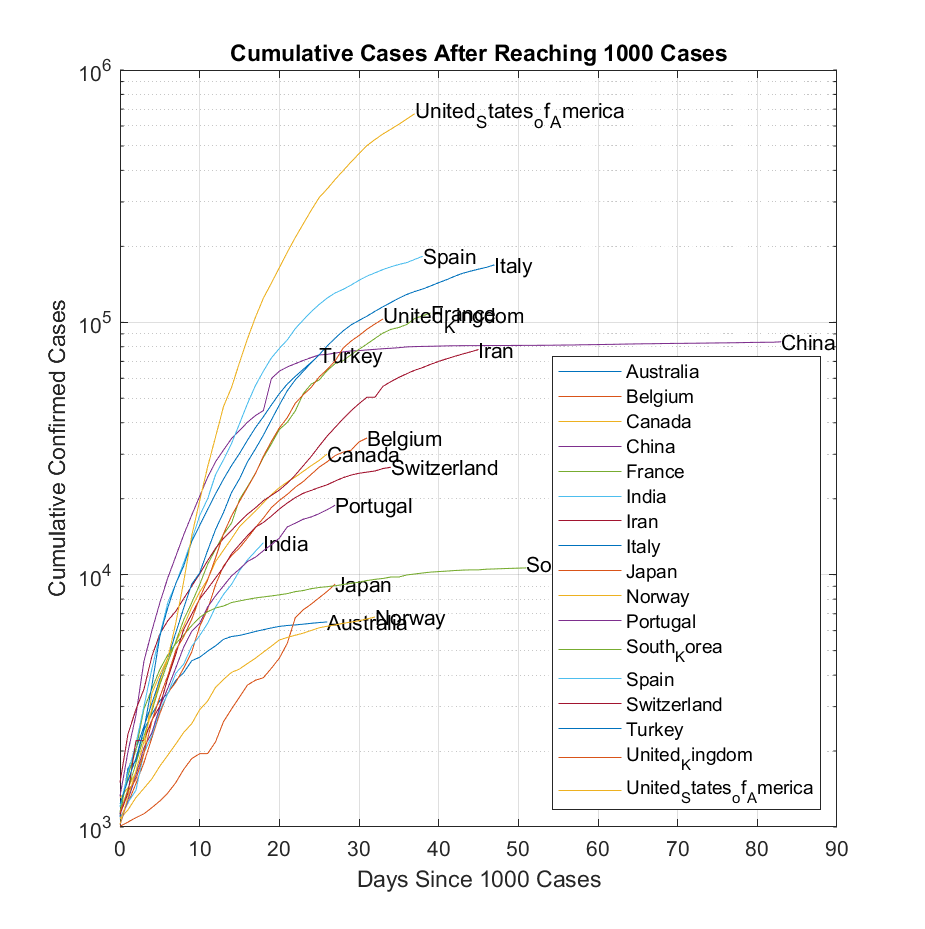 Cumulative Cases After Reaching 1000 Cases
10^6
10^5
10^4
10^3
Cumulative Confirmed Cases
United_States_of_America
Spain
Italy
France
United_Kingdom
China
Iran
Turkey
Belgium
Canada
Switzerland
Portugal
India
So
Japan
Norway
Australia
Australia
Belgium
Canada
China
France
India
Iran
Italy
Japan
Norway
Portugal
South_Korea
Spain
Switzerland
Turkey
United_Kingdom
United_States_of_America
0 10 20 30 40 50 60 70 80 90
Days Since 1000 Cases